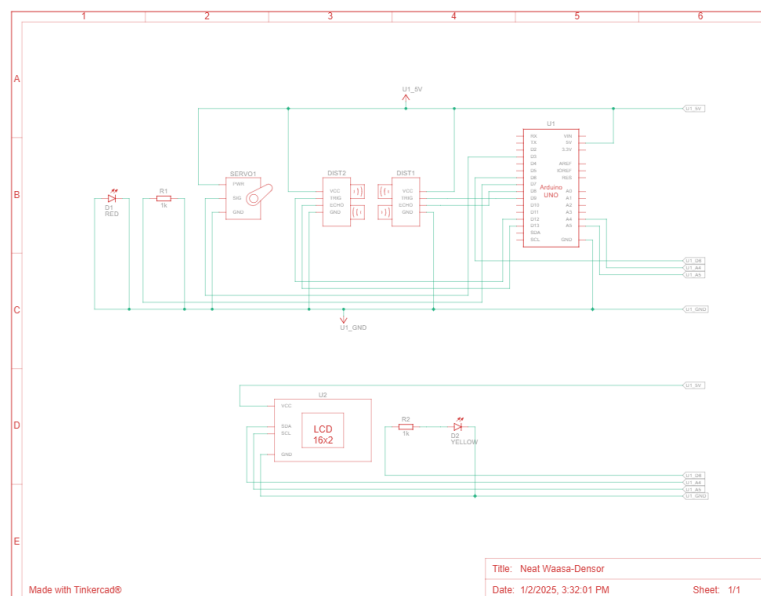 1 2 3 4 5 6
A
B
C
D
E
U1_5V
U1_5V
U1
RX
TX
D2
D3
D4
D5
D6
D7
D8
D9
D10
D11
D12
D13
SDA
SCL
Arduino
UNO
VIN
5V
3.3V
AREF
IOREF
RES
A0
A1
A2
A3
A4
A5
GND
D1
RED
R1
1k
SERVO1
PWR
SIG
GND
DIST2
VCC
TRIG
ECHO
GND
DIST1
VCC
TRIG
ECHO
GND
U1_D8
U1_A4
U1_A5
U1_GND
U1_GND
U1_5V
U2
VCC
SDA
SCL
GND
LCD
16x2
R2
1k
D2
YELLOW
U1_D8
U1_A4
U1_A5
U1_GND
Title: Neat Waasa-Densor
Made with Tinkercad®
Date: 1/2/2025, 3:32:01 PM Sheet: 1/1